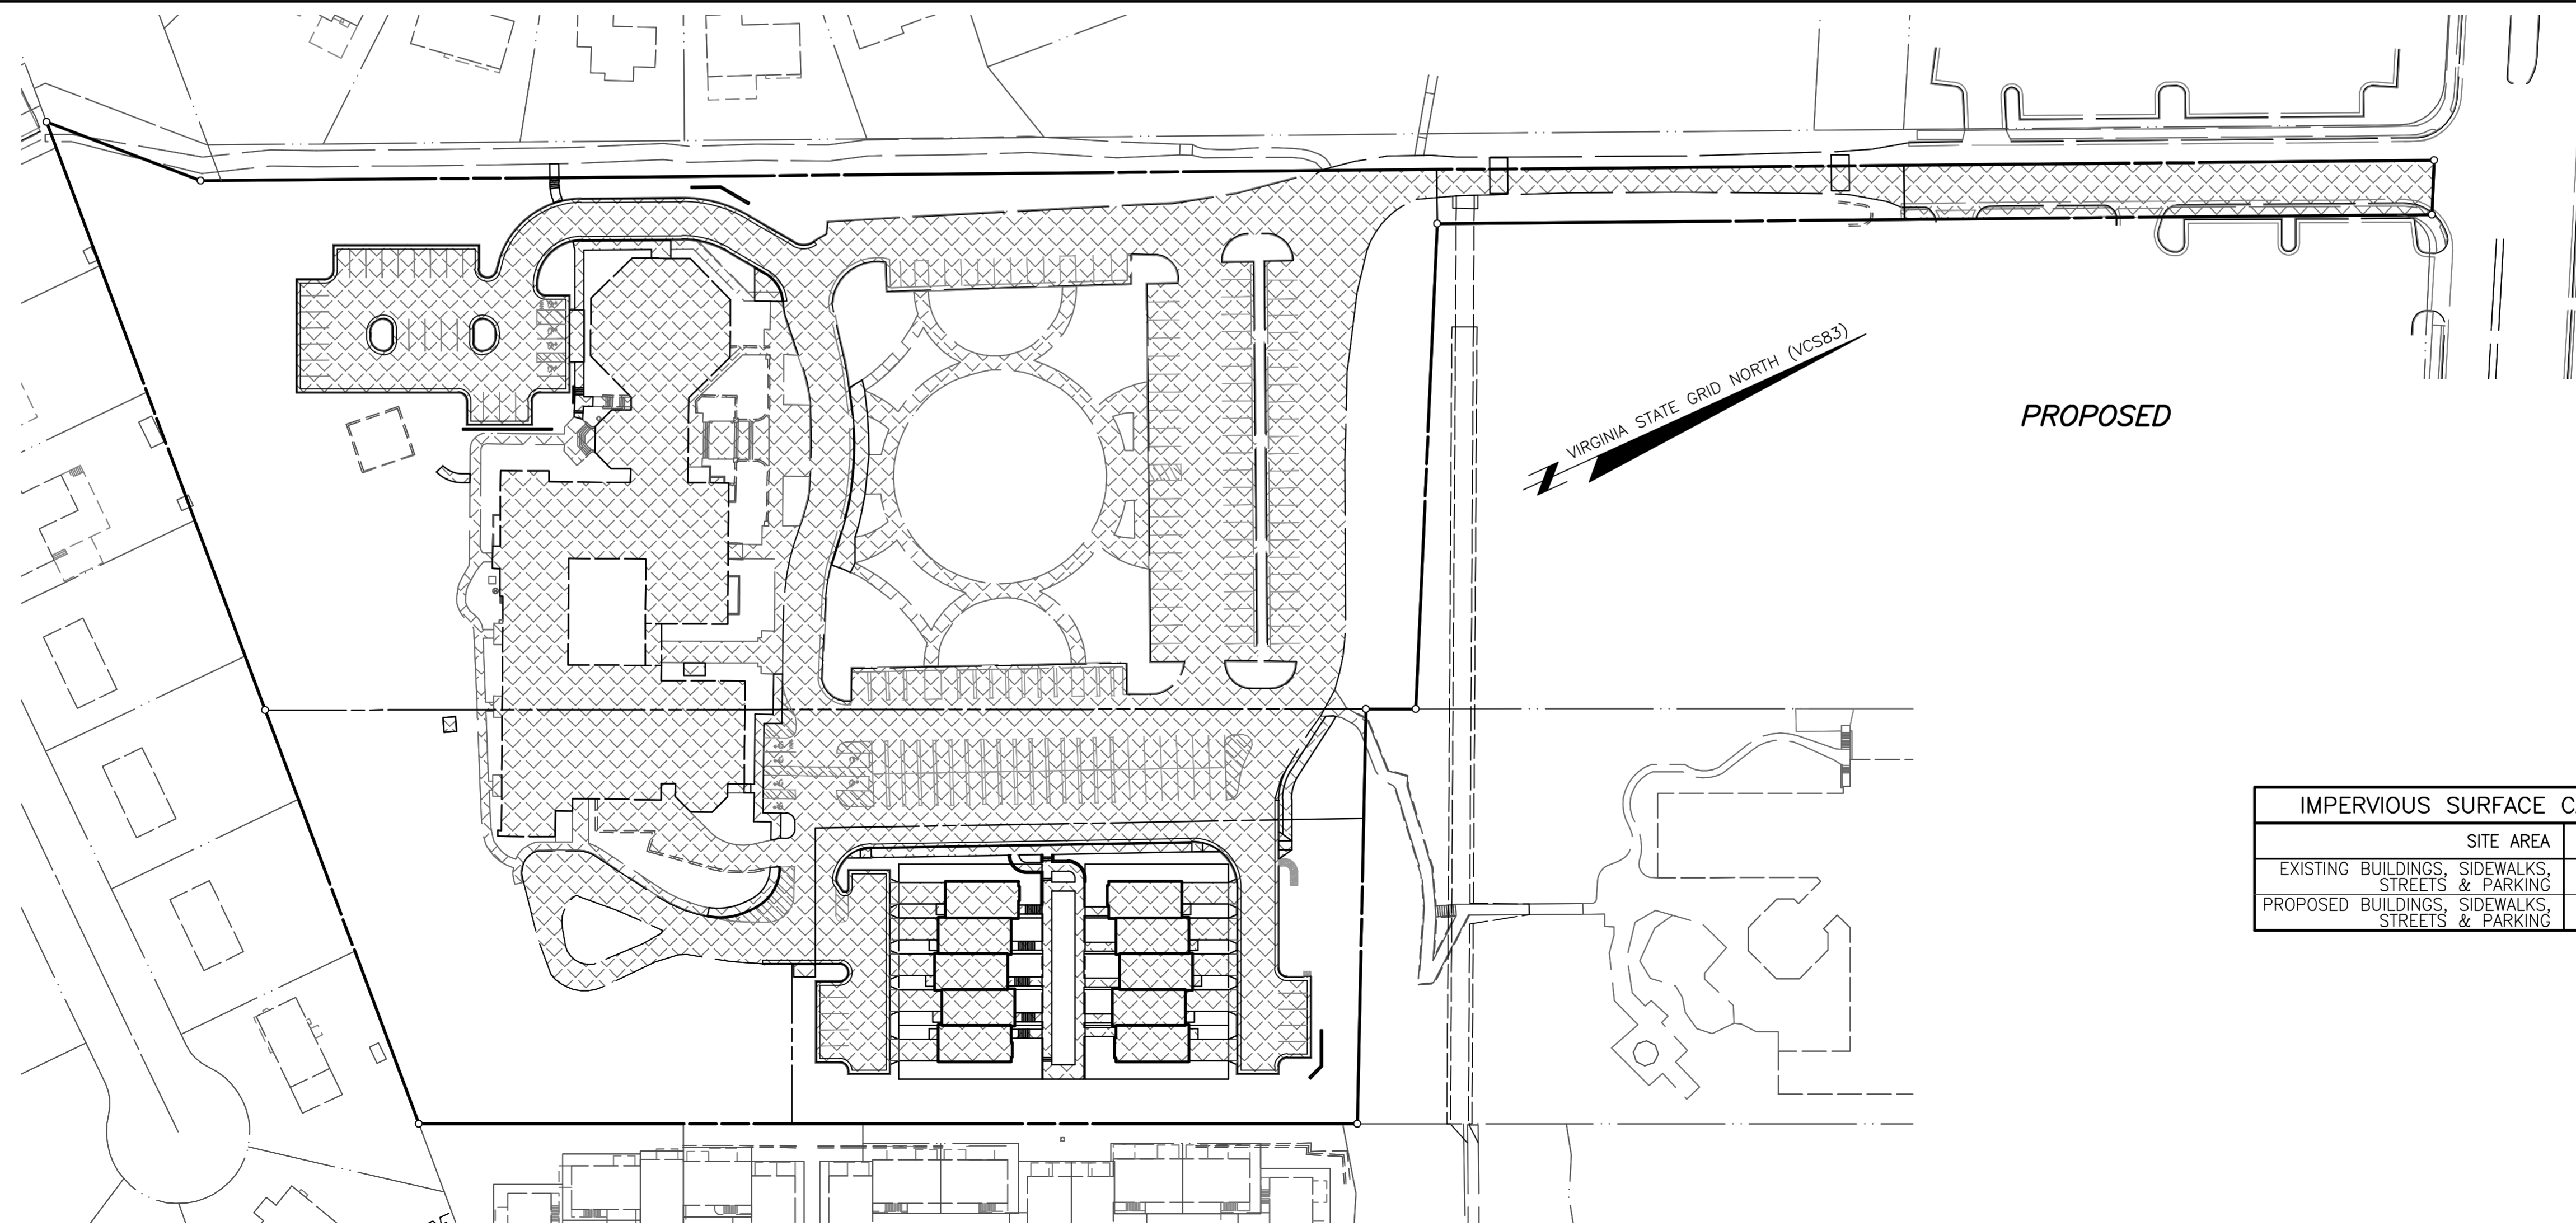 VIRGINIA STATE GRID NORTH (VCS83)
PROPOSED
IMPERVIOUS SURFACE C
SITE AREA
EXISTING BUILDINGS, SIDEWALKS,
STREETS & PARKING
PROPOSED BUILDINGS, SIDEWALKS,
STREETS & PARKING